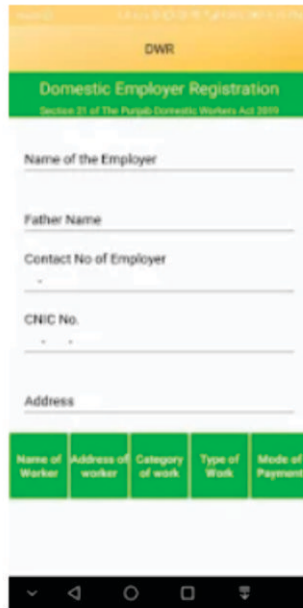 DWR
Domestic Employer Registration
Section 31 of The Punjab Domestic Workers Act 2019
Name of the Employer
Father Name
Contact No of Employer
-
CNIC No.
- -
Address
Name of Worker
Address of worker
Category of work
Type of Work
Mode of Payment